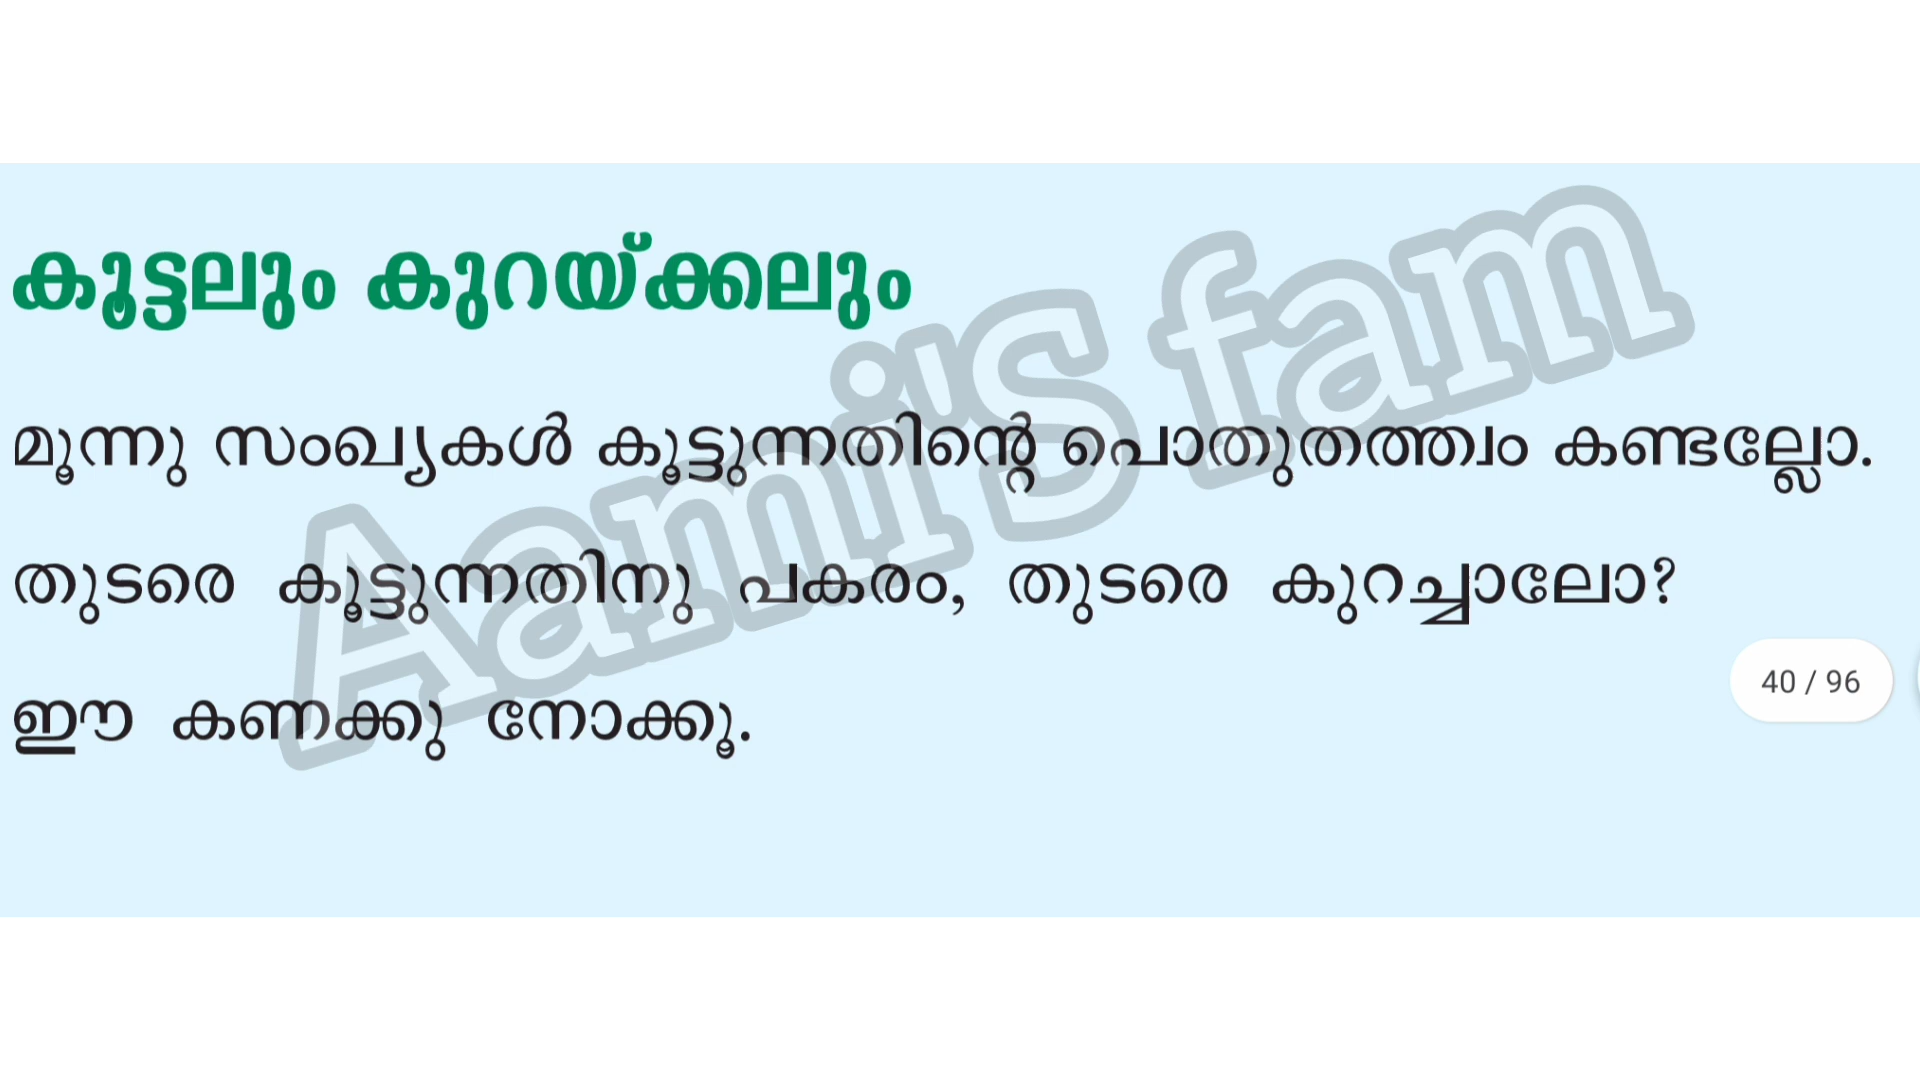 കൂട്ടലും കുറയ്ക്കലും
മൂന്നു സംഖ്യകൾ കൂട്ടുന്നതിന്റെ പൊതുതത്ത്വം കണ്ടല്ലോ.
തുടരെ കൂട്ടുന്നതിനു പകരം, തുടരെ കുറച്ചാലോ?
ഈ കണക്കു നോക്കൂ.
40 / 96
Aami'S fam